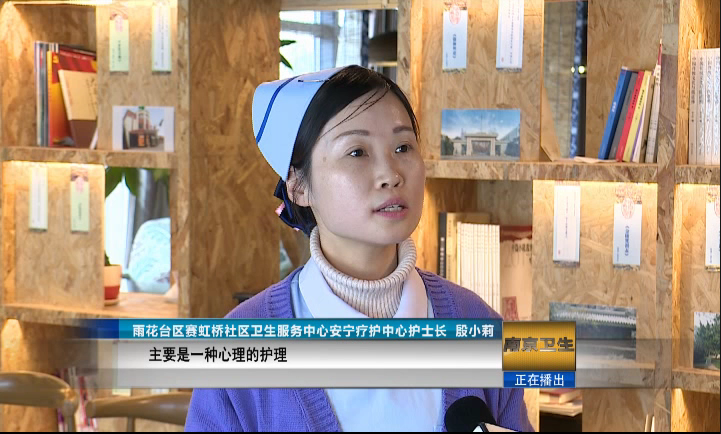 雨花台区赛虹桥社区卫生服务中心安宁疗护中心护士长 殷小莉
主要是一种心理的护理
南京卫生
正在播出